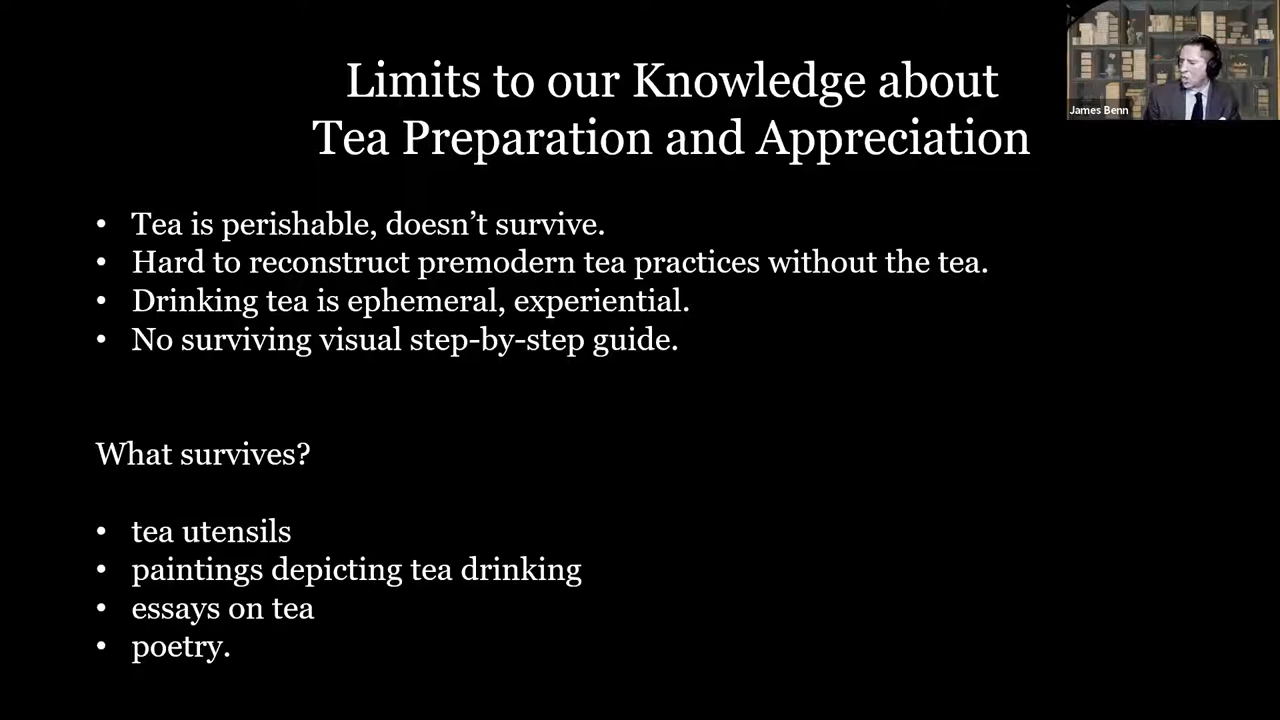 Limits to our Knowledge about
Tea Preparation and Appreciation
James Benn
• Tea is perishable, doesn’t survive.
• Hard to reconstruct premodern tea practices without the tea.
• Drinking tea is ephemeral, experiential.
• No surviving visual step-by-step guide.
What survives?
• tea utensils
• paintings depicting tea drinking
• essays on tea
• poetry.